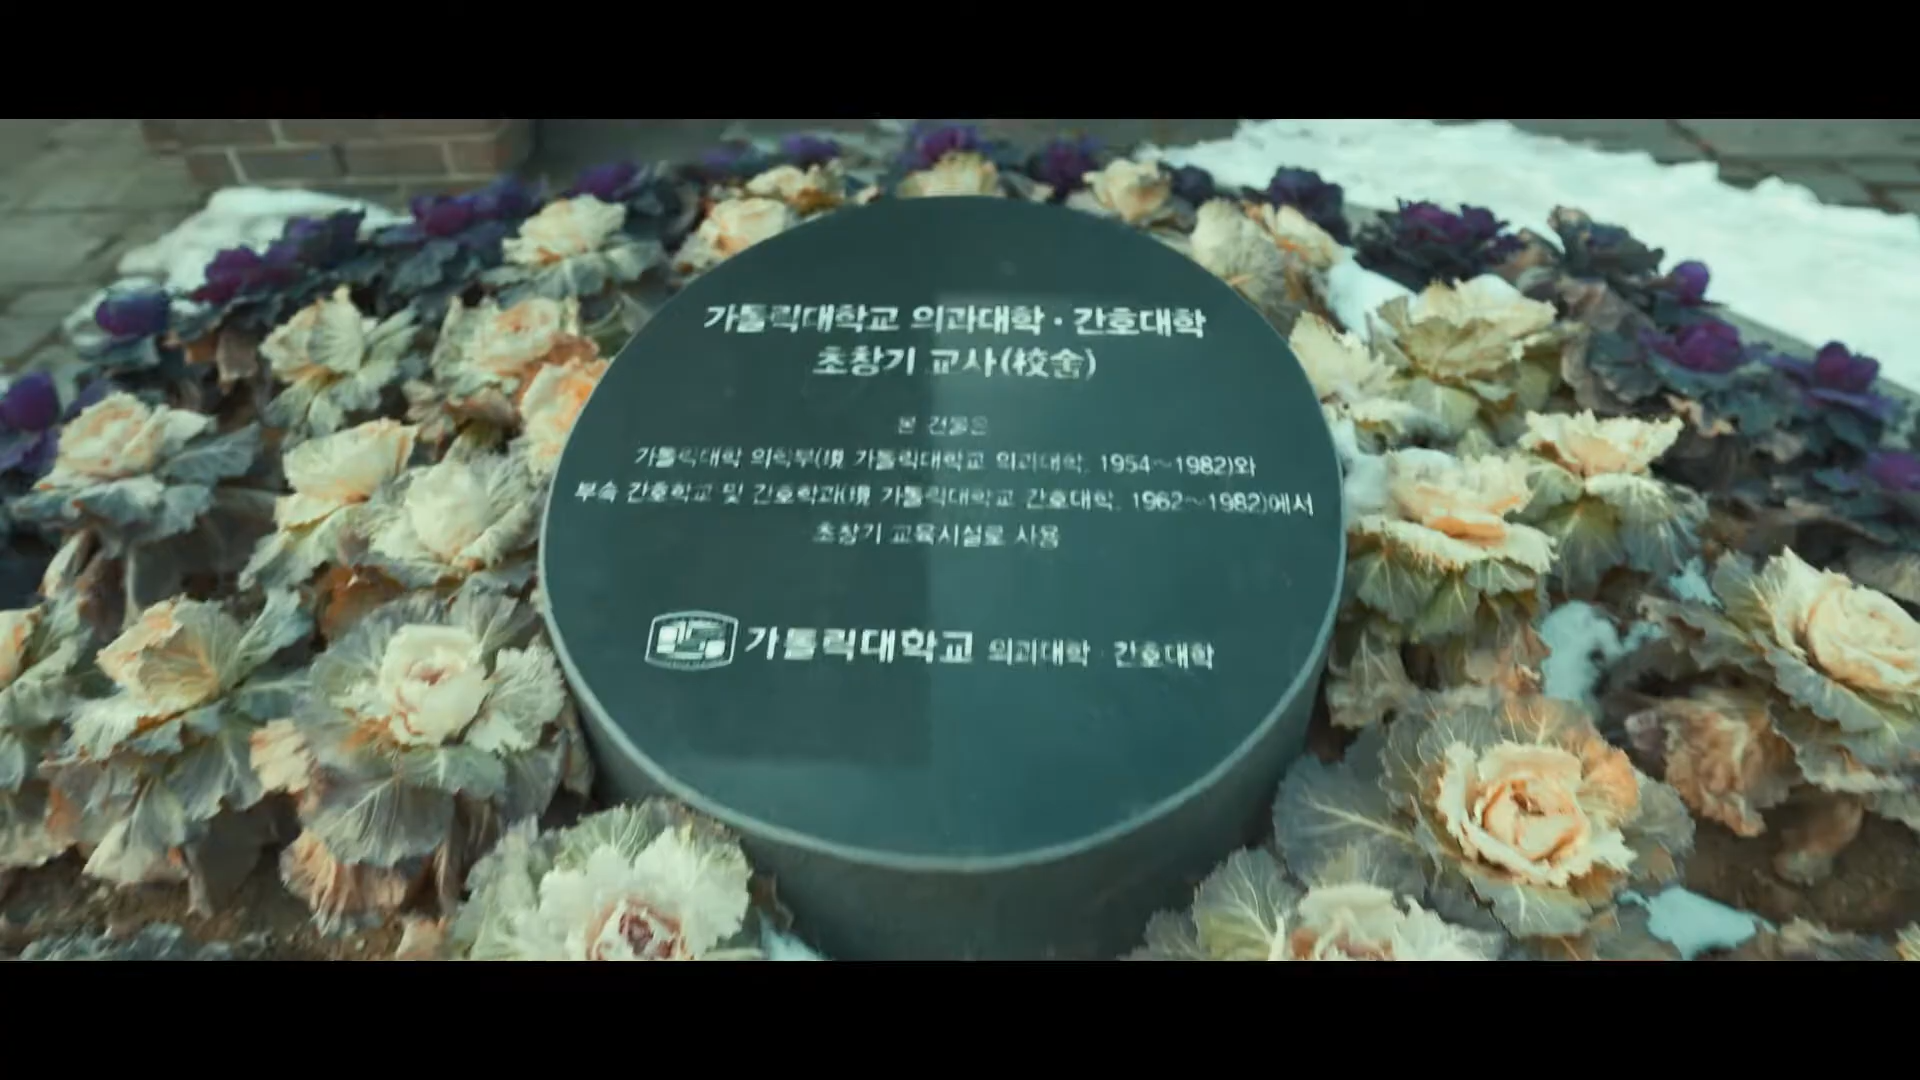 가톨릭대학교 의과대학·간호대학
초창기 교사(校舍)
본 건물은
가톨릭대학 의학부(現 가톨릭대학교 의과대학, 1954~1982)와
부속 간호학교 및 간호학과(現 가톨릭대학교 간호대학, 1962~1982)에서
초창기 교육시설로 사용
가톨릭대학교 의과대학·간호대학